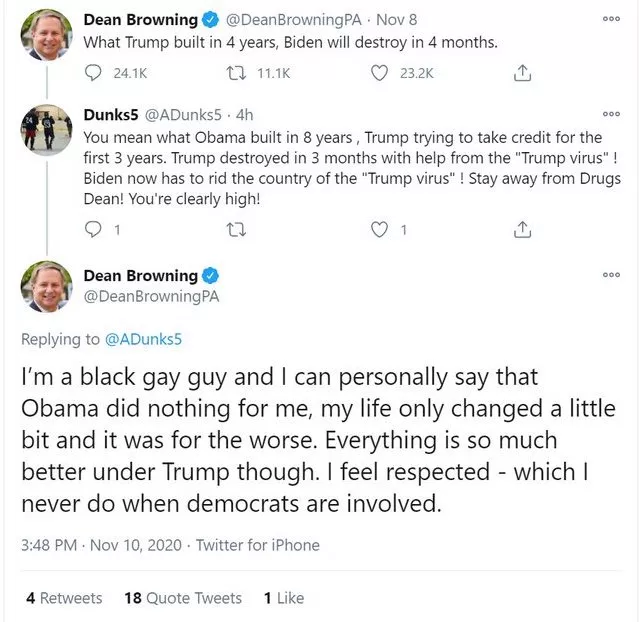 Dean Browning @DeanBrowningPA · Nov 8
What Trump built in 4 years, Biden will destroy in 4 months.
24.1K 11.1K 23.2K
Dunks5 @ADunks5 · 4h
You mean what Obama built in 8 years , Trump trying to take credit for the
first 3 years. Trump destroyed in 3 months with help from the "Trump virus" !
Biden now has to rid the country of the "Trump virus" ! Stay away from Drugs
Dean! You're clearly high!
1 1
Dean Browning
@DeanBrowningPA
Replying to @ADunks5
I'm a black gay guy and I can personally say that
Obama did nothing for me, my life only changed a little
bit and it was for the worse. Everything is so much
better under Trump though. I feel respected - which I
never do when democrats are involved.
3:48 PM · Nov 10, 2020 · Twitter for iPhone
4 Retweets 18 Quote Tweets 1 Like